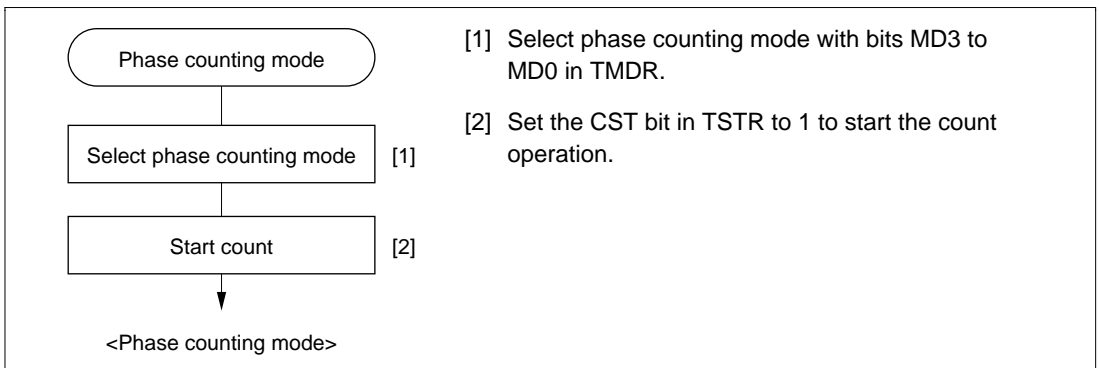 Phase counting mode
Select phase counting mode [1]
Start count [2]
<Phase counting mode>
[1] Select phase counting mode with bits MD3 to
MD0 in TMDR.
[2] Set the CST bit in TSTR to 1 to start the count
operation.